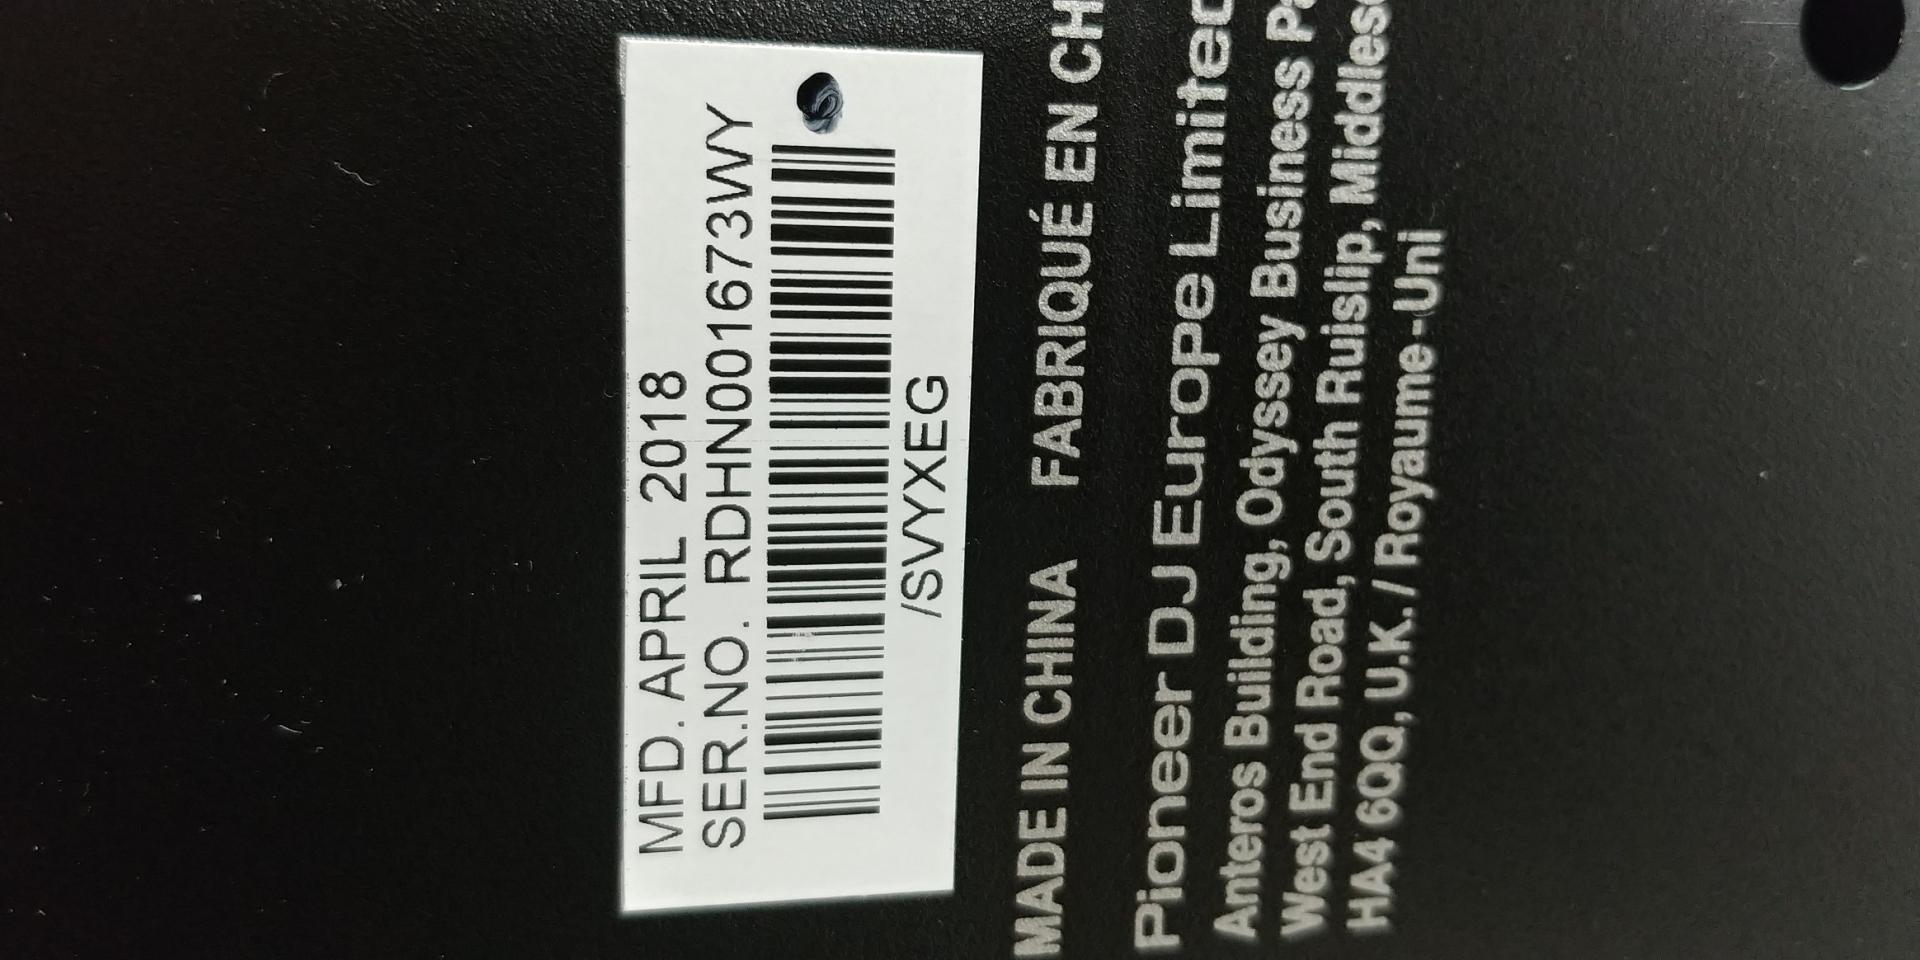 MFD. APRIL 2018
SER.NO. RDHN001673WY
/SVYXEG
MADE IN CHINA FABRIQUÉ EN CH
Pioneer DJ Europe Limited
Anteros Building, Odyssey Business Pa
West End Road, South Ruislip, Middlese
HA4 6QQ, U.K. / Royaume-Uni